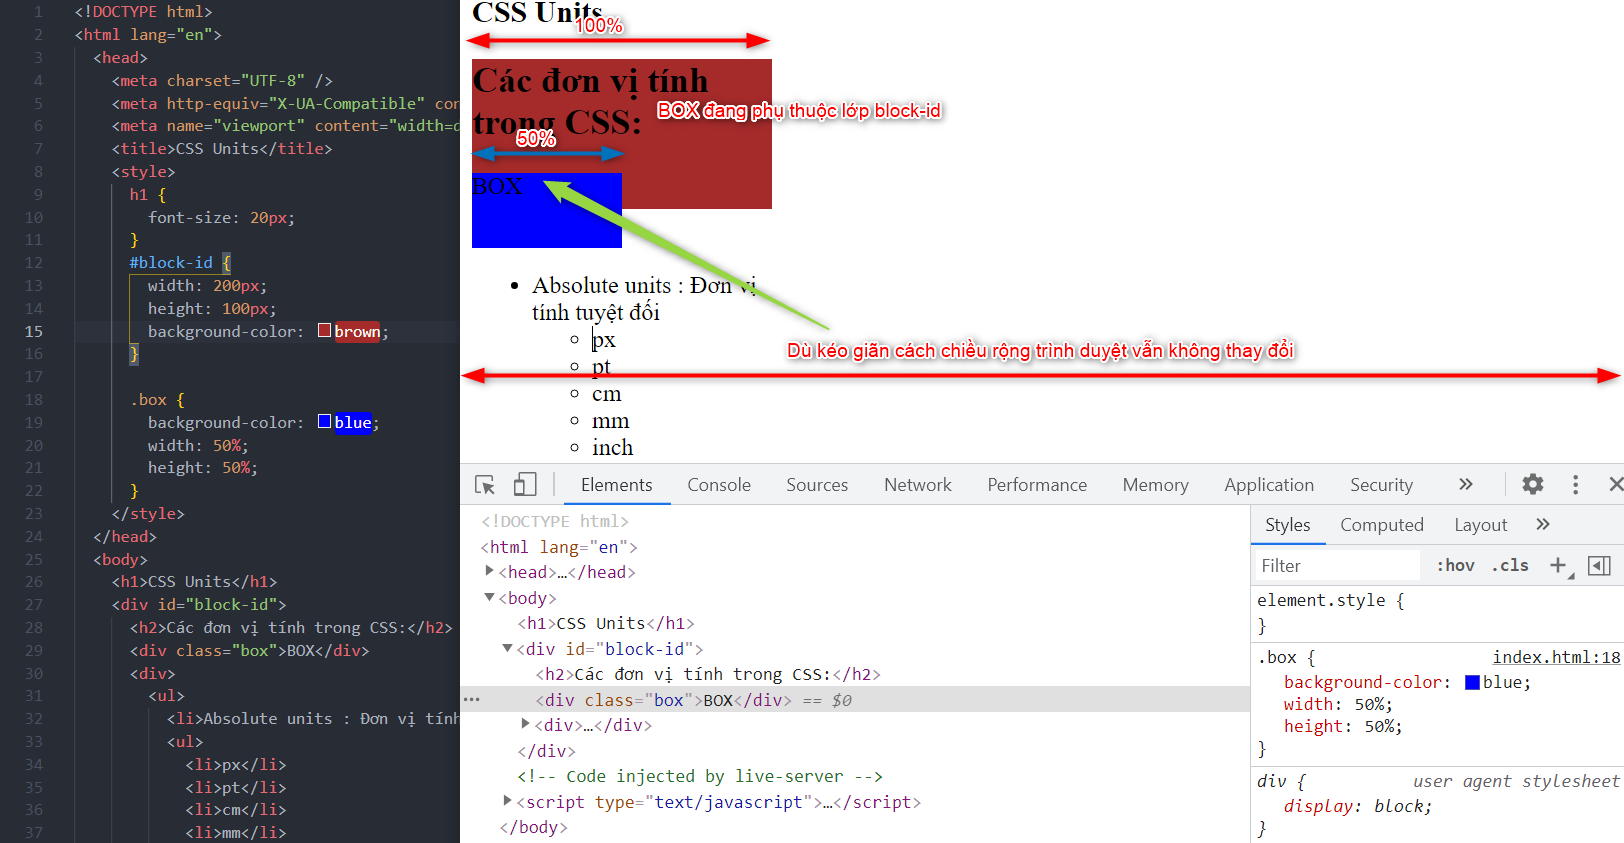 1 <!DOCTYPE html>
2 <html lang="en">
3 <head>
4 <meta charset="UTF-8" />
5 <meta http-equiv="X-UA-Compatible" con
6 <meta name="viewport" content="width=d
7 <title>CSS Units</title>
8 <style>
9 h1 {
10 font-size: 20px;
11 }
12 #block-id {
13 width: 200px;
14 height: 100px;
15 background-color: brown;
16 }
17
18 .box {
19 background-color: blue;
20 width: 50%;
21 height: 50%;
22 }
23 </style>
24 </head>
25 <body>
26 <h1>CSS Units</h1>
27 <div id="block-id">
28 <h2>Các đơn vị tính trong CSS:</h2>
29 <div class="box">BOX</div>
30 <div>
31 <ul>
32 <li>Absolute units : Đơn vị tính
33 <ul>
34 <li>px</li>
35 <li>pt</li>
36 <li>cm</li>
37 <li>mm</li>
CSS Units
100%
Các đơn vị tính
trong CSS:
BOX đang phụ thuộc lớp block-id
50%
BOX
Absolute units : Đơn vị
tính tuyệt đối
px
Dù kéo giãn cách chiều rộng trình duyệt vẫn không thay đổi
pt
cm
mm
inch
Elements Console Sources Network Performance Memory Application Security
<!DOCTYPE html>
<html lang="en">
<head>…</head>
<body>
<h1>CSS Units</h1>
<div id="block-id">
<h2>Các đơn vị tính trong CSS:</h2>
<div class="box">BOX</div> == $0
<div>…</div>
</div>
<!-- Code injected by live-server -->
<script type="text/javascript">…</script>
</body>
Styles Computed Layout
Filter :hov .cls
element.style {
}
.box { index.html:18
background-color: blue;
width: 50%;
height: 50%;
}
div { user agent stylesheet
display: block;
}